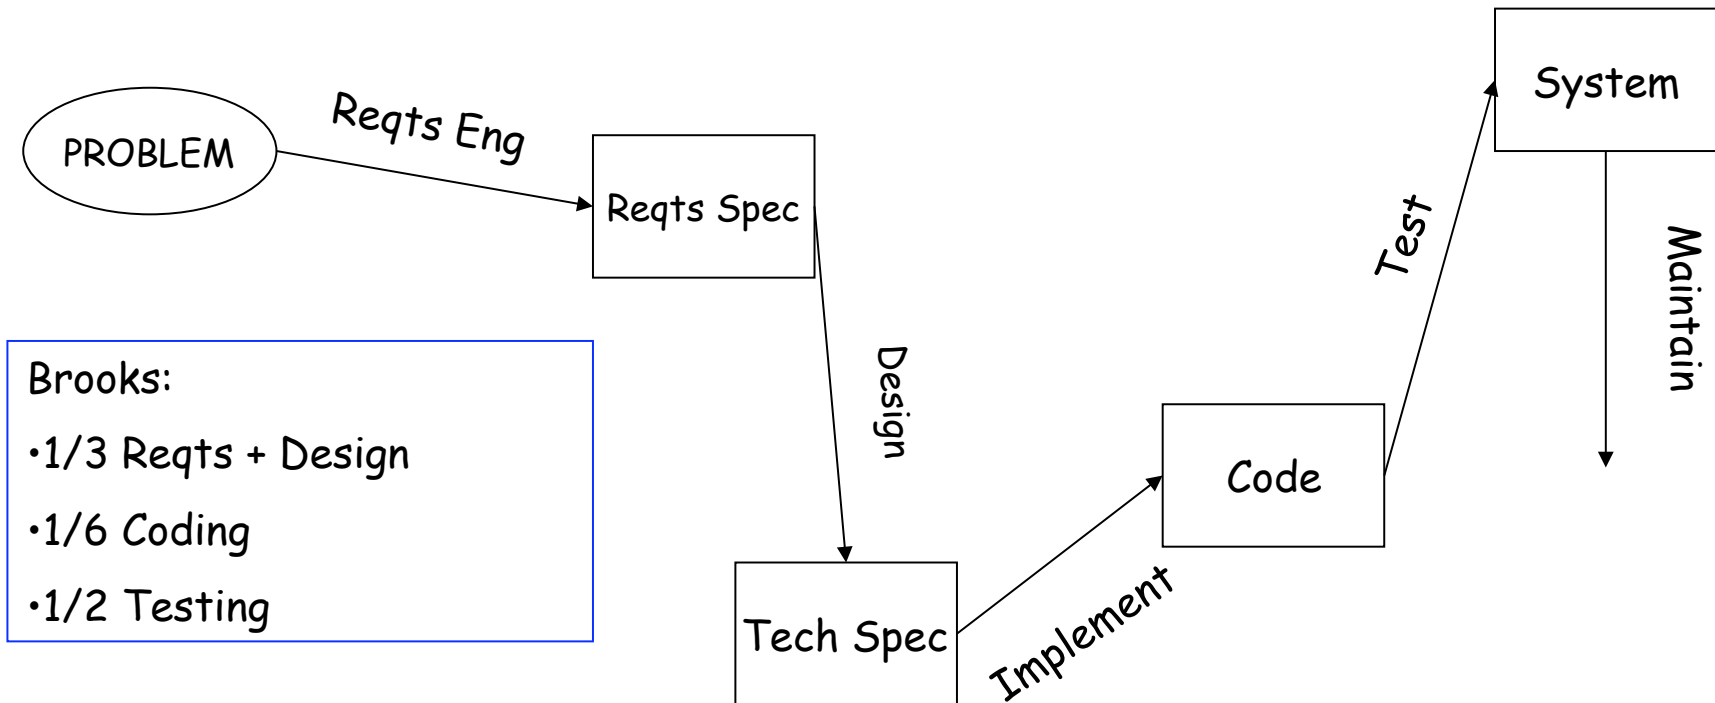 PROBLEM
Reqts Eng
Reqts Spec
Design
Tech Spec
Implement
Code
Test
System
Maintain
Brooks:
•1/3 Reqts + Design
•1/6 Coding
•1/2 Testing